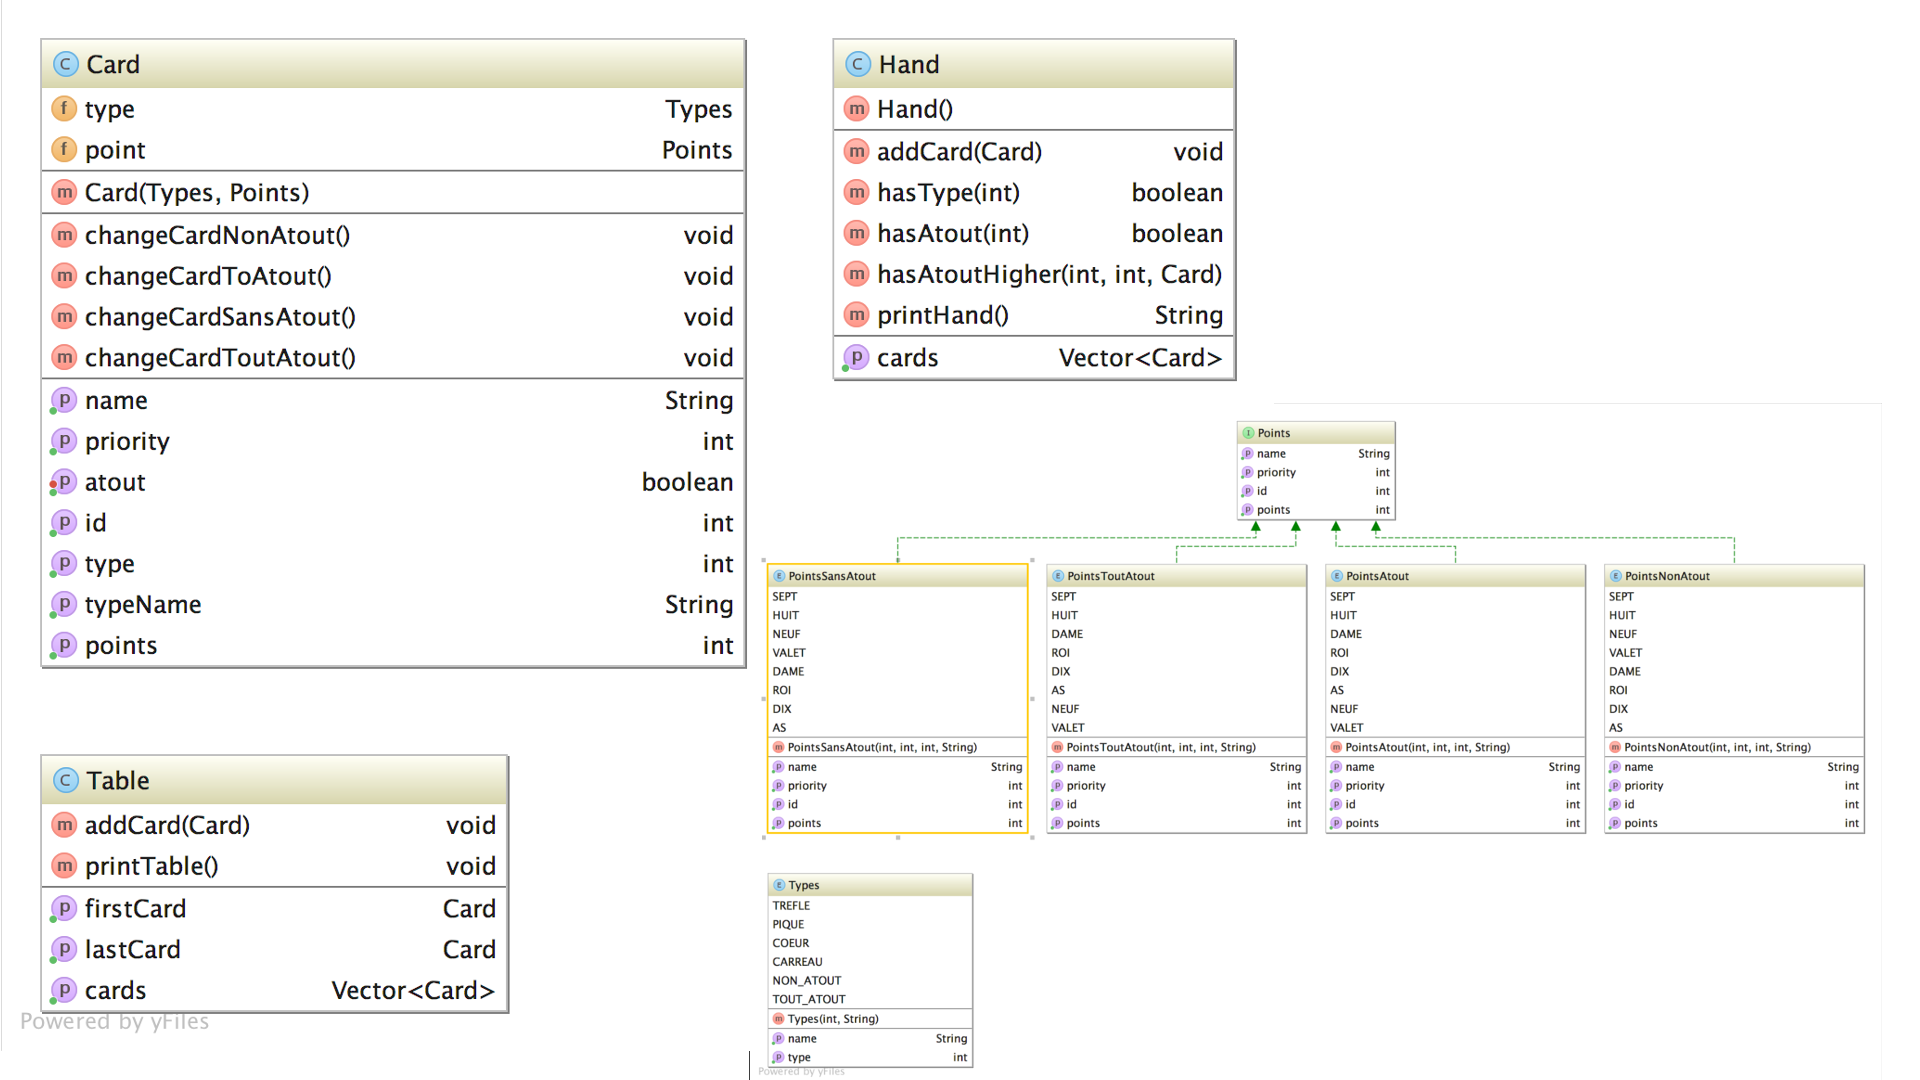 Card
type Types
point Points
Card(Types, Points)
changeCardNonAtout() void
changeCardToAtout() void
changeCardSansAtout() void
changeCardToutAtout() void
name String
priority int
atout boolean
id int
type int
typeName String
points int
Hand
Hand()
addCard(Card) void
hasType(int) boolean
hasAtout(int) boolean
hasAtoutHigher(int, int, Card)
printHand() String
cards Vector<Card>
Points
name String
priority int
id int
points int
PointsSansAtout
SEPT
HUIT
NEUF
VALET
DAME
ROI
DIX
AS
PointsSansAtout(int, int, int, String)
name String
priority int
id int
points int
PointsToutAtout
SEPT
HUIT
DAME
ROI
DIX
AS
NEUF
VALET
PointsToutAtout(int, int, int, String)
name String
priority int
id int
points int
PointsAtout
SEPT
HUIT
DAME
ROI
DIX
AS
NEUF
VALET
PointsAtout(int, int, int, String)
name String
priority int
id int
points int
PointsNonAtout
SEPT
HUIT
NEUF
VALET
DAME
ROI
DIX
AS
PointsNonAtout(int, int, int, String)
name String
priority int
id int
points int
Table
addCard(Card) void
printTable() void
firstCard Card
lastCard Card
cards Vector<Card>
Powered by yFiles
Types
TREFLE
PIQUE
COEUR
CARREAU
NON_ATOUT
TOUT_ATOUT
Types(int, String)
name String
type int
Powered by yFiles